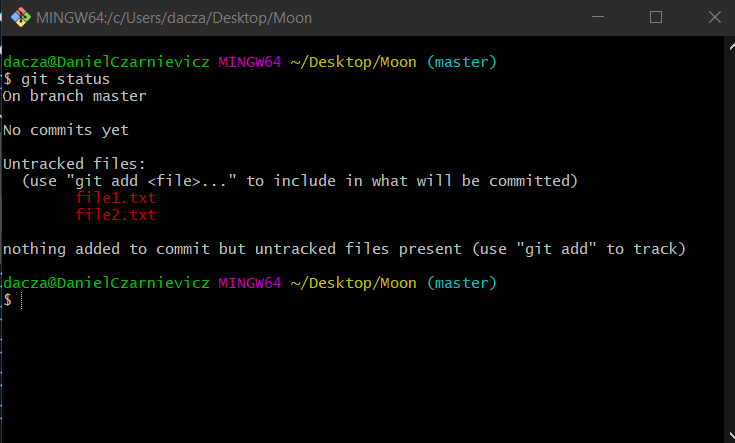 MINGW64:/c/Users/dacza/Desktop/Moon
dacza@DanielCzarnievicz MINGW64 ~/Desktop/Moon (master)
$ git status
On branch master
No commits yet
Untracked files:
(use "git add <file>..." to include in what will be committed)
file1.txt
file2.txt
nothing added to commit but untracked files present (use "git add" to track)
dacza@DanielCzarnievicz MINGW64 ~/Desktop/Moon (master)
$